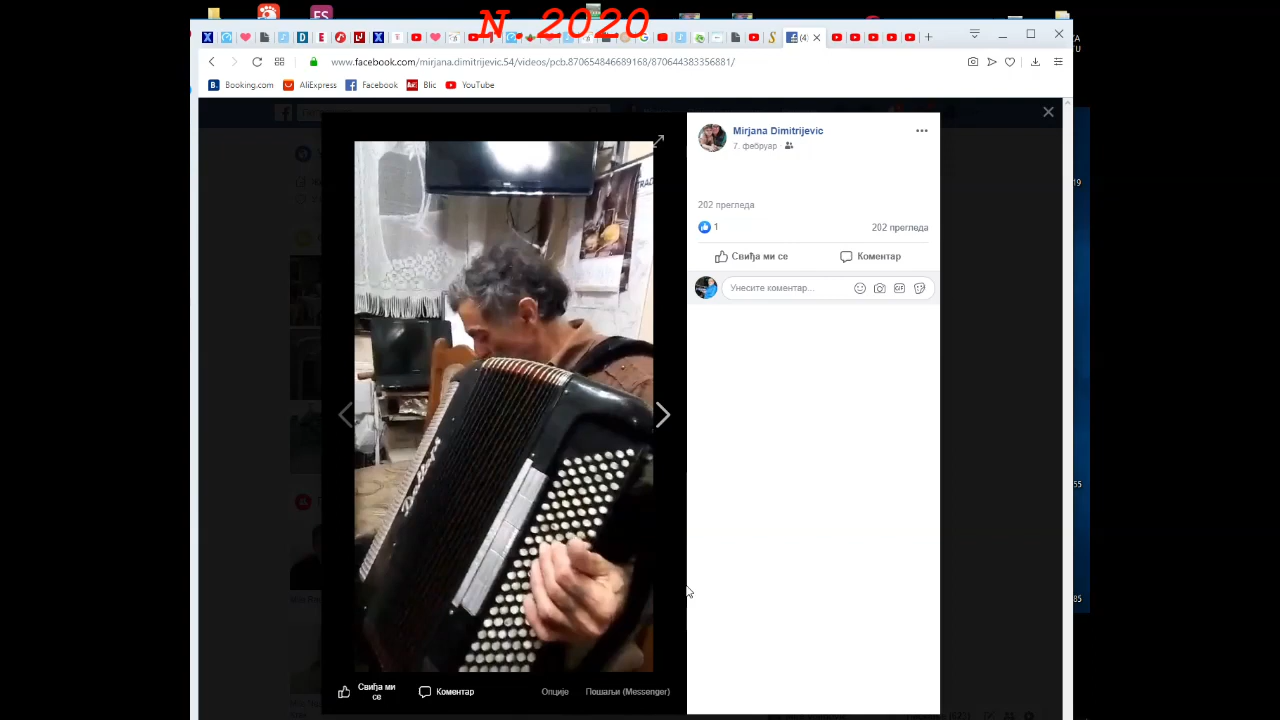 N.2020
www.facebook.com/mirjana.dimitrijevic.54/videos/pcb.870654846689168/870644383356881/
Booking.com AliExpress Facebook Blic YouTube
Mirjana Dimitrijevic
7. фебруар
202 прегледа
1 202 прегледа
Свиђа ми се Коментар
Унесите коментар...
Свиђа ми се Коментар Опције Пошаљи (Messenger)